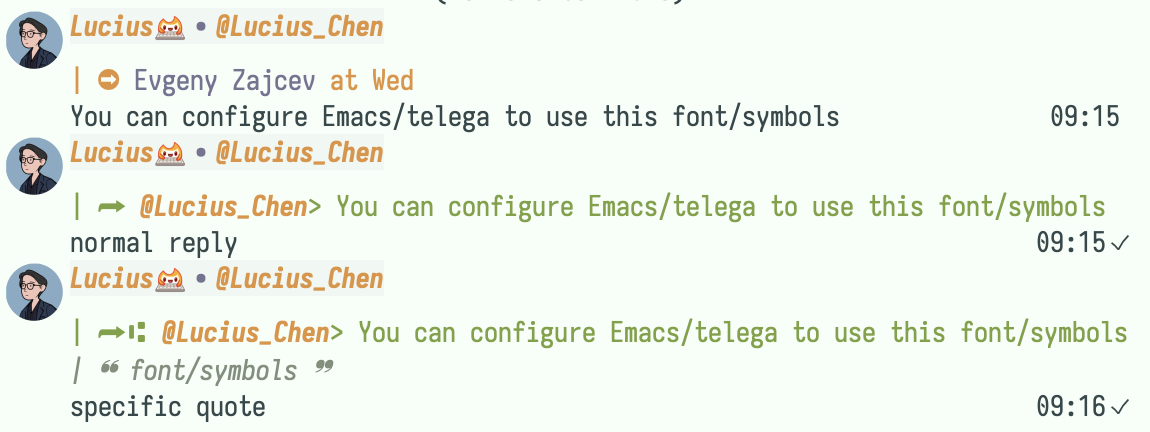 Lucius • @Lucius_Chen
| ➡ Evgeny Zajcev at Wed
You can configure Emacs/telega to use this font/symbols 09:15
Lucius • @Lucius_Chen
| ➦ @Lucius_Chen> You can configure Emacs/telega to use this font/symbols
normal reply 09:15✓
Lucius • @Lucius_Chen
| ➦ @Lucius_Chen> You can configure Emacs/telega to use this font/symbols
| ❝ font/symbols ❞
specific quote 09:16✓